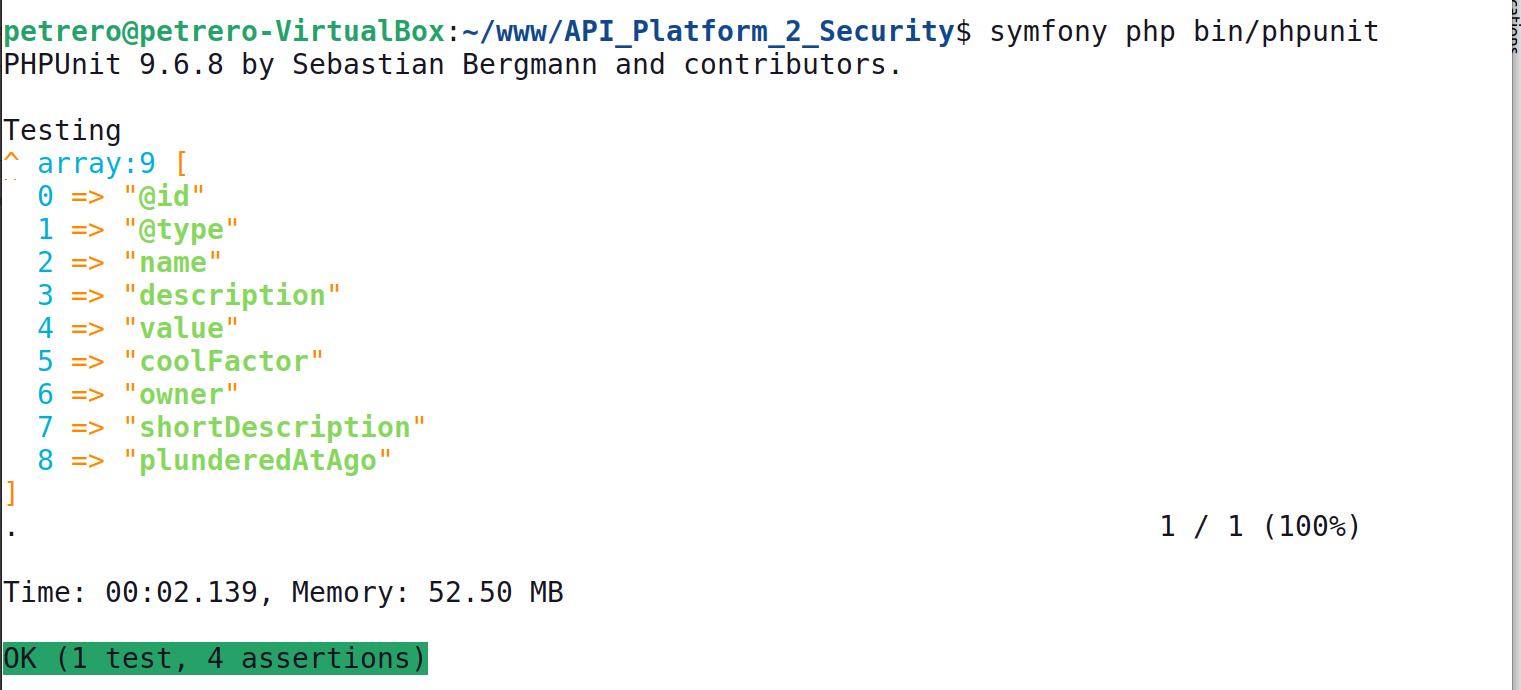 petrero@petrero-VirtualBox:~/www/API_Platform_2_Security$ symfony php bin/phpunit
PHPUnit 9.6.8 by Sebastian Bergmann and contributors.
Testing
^ array:9 [
  0 => "@id"
  1 => "@type"
  2 => "name"
  3 => "description"
  4 => "value"
  5 => "coolFactor"
  6 => "owner"
  7 => "shortDescription"
  8 => "plunderedAtAgo"
]
. 1 / 1 (100%)
Time: 00:02.139, Memory: 52.50 MB
OK (1 test, 4 assertions)